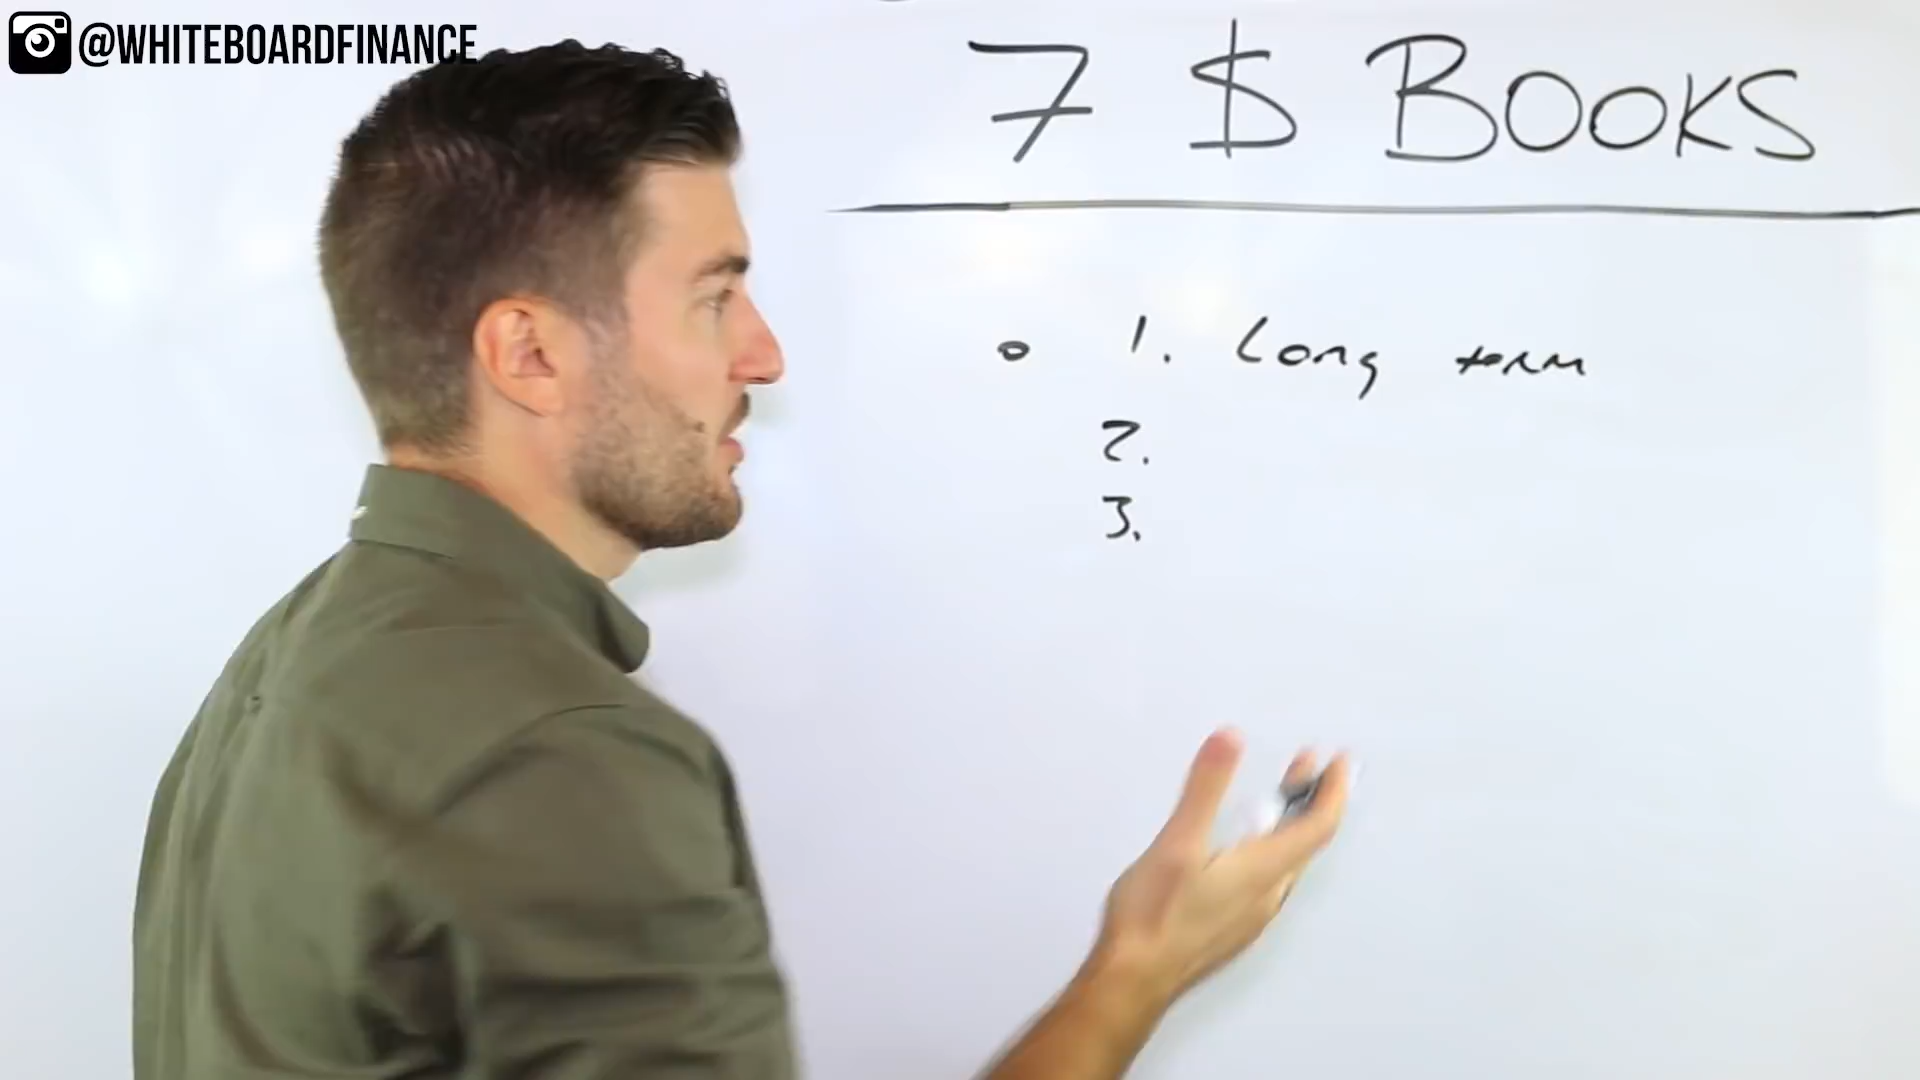 @WHITEBOARDFINANCE
7 $ BOOKS
1. Long term
2.
3.